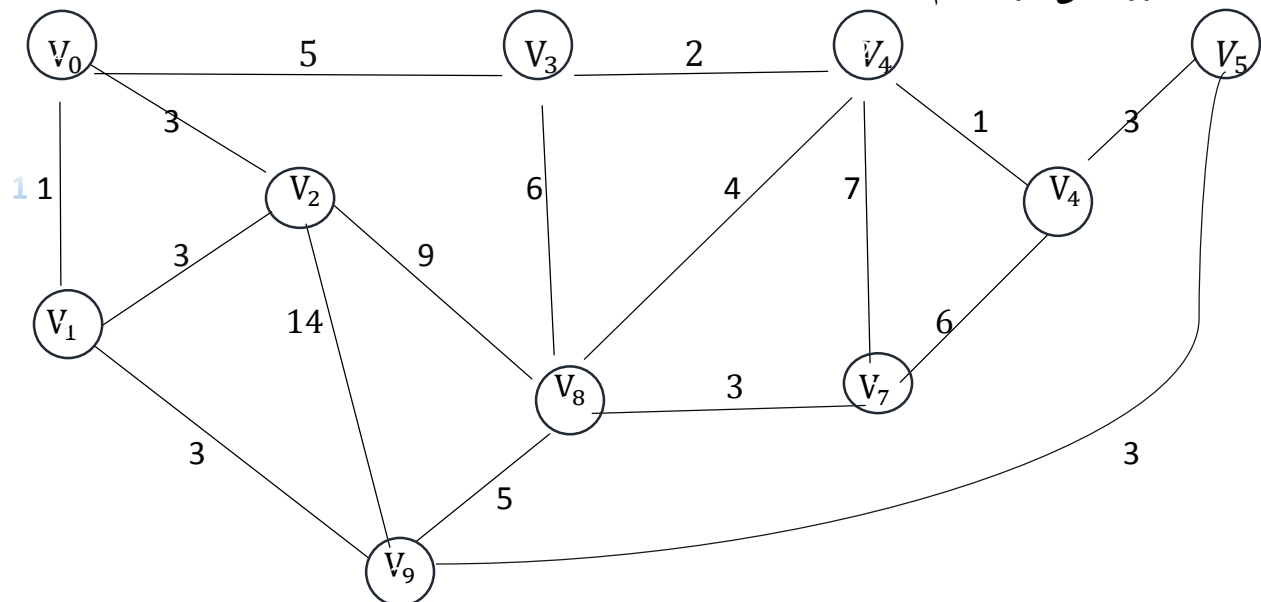 V₀ 5 V₃ 2 V₄ V₅
3 1 3
1 1 V₂ 6 4 7 V₄
3 9
V₁ 14 6
V₈ 3 V₇
3 3
5
V₉